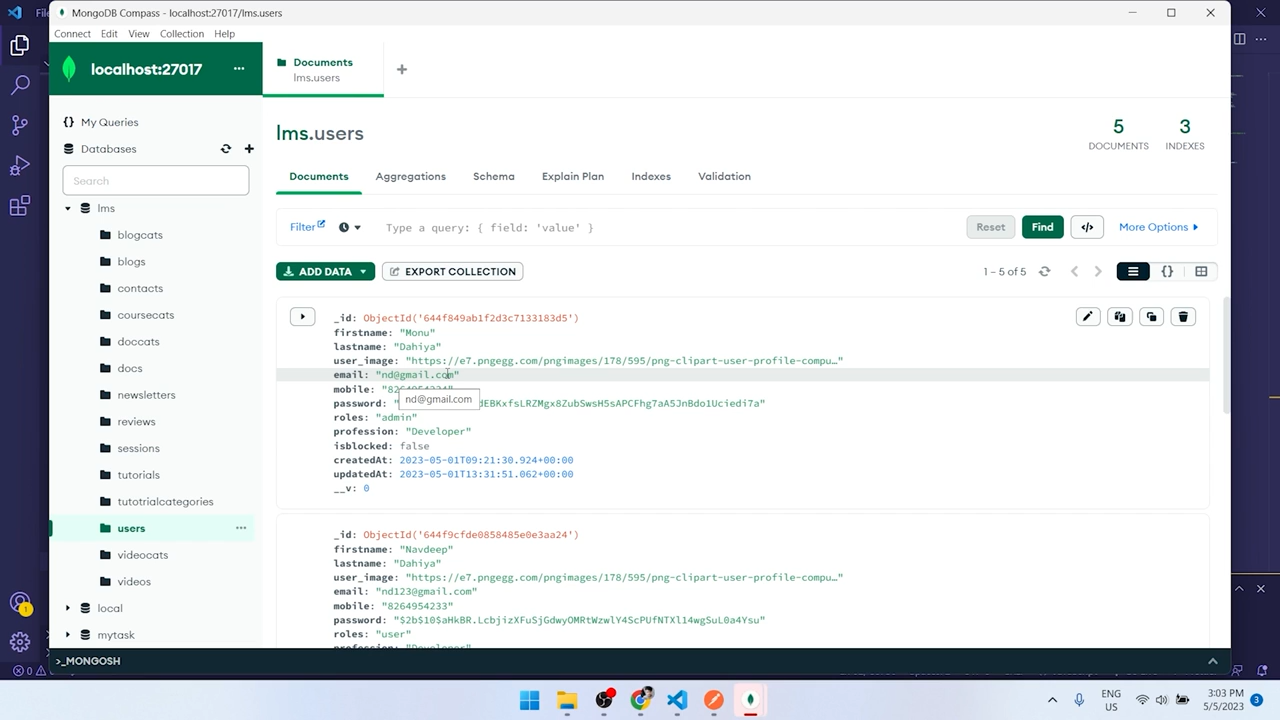 Fil
MongoDB Compass - localhost:27017/lms.users
Connect Edit View Collection Help
localhost:27017
Documents
lms.users
My Queries
Databases
Search
lms
blogcats
blogs
contacts
coursecats
doccats
docs
newsletters
reviews
sessions
tutorials
tutotrialcategories
users
videocats
videos
local
mytask
lms.users
5
DOCUMENTS
3
INDEXES
Documents Aggregations Schema Explain Plan Indexes Validation
Filter Type a query: { field: 'value' } Reset Find </> More Options
ADD DATA EXPORT COLLECTION 1 – 5 of 5 {}
_id: ObjectId('644f849ab1f2d3c7133183d5')
firstname: "Monu"
lastname: "Dahiya"
user_image: "https://e7.pngegg.com/pngimages/178/595/png-clipart-user-profile-compu…"
email: "nd@gmail.com"
mobile:
nd@gmail.com
password: "dEBKxfsLRZMgx8ZubSwsH5sAPCFhg7aA5JnBdo1Uciedi7a"
roles: "admin"
profession: "Developer"
isblocked: false
createdAt: 2023-05-01T09:21:30.924+00:00
updatedAt: 2023-05-01T13:31:51.062+00:00
__v: 0
_id: ObjectId('644f9cfde0858485e0e3aa24')
firstname: "Navdeep"
lastname: "Dahiya"
user_image: "https://e7.pngegg.com/pngimages/178/595/png-clipart-user-profile-compu…"
email: "nd123@gmail.com"
mobile: "8264954233"
password: "$2b$10$aHkBR.LcbjizXFuSjGdwyOMRtWzwlY4ScPUfNTXl14wgSuL0a4Ysu"
roles: "user"
profession: "Developer"
>_MONGOSH
1
0
ENG
US
3:03 PM
5/5/2023
3